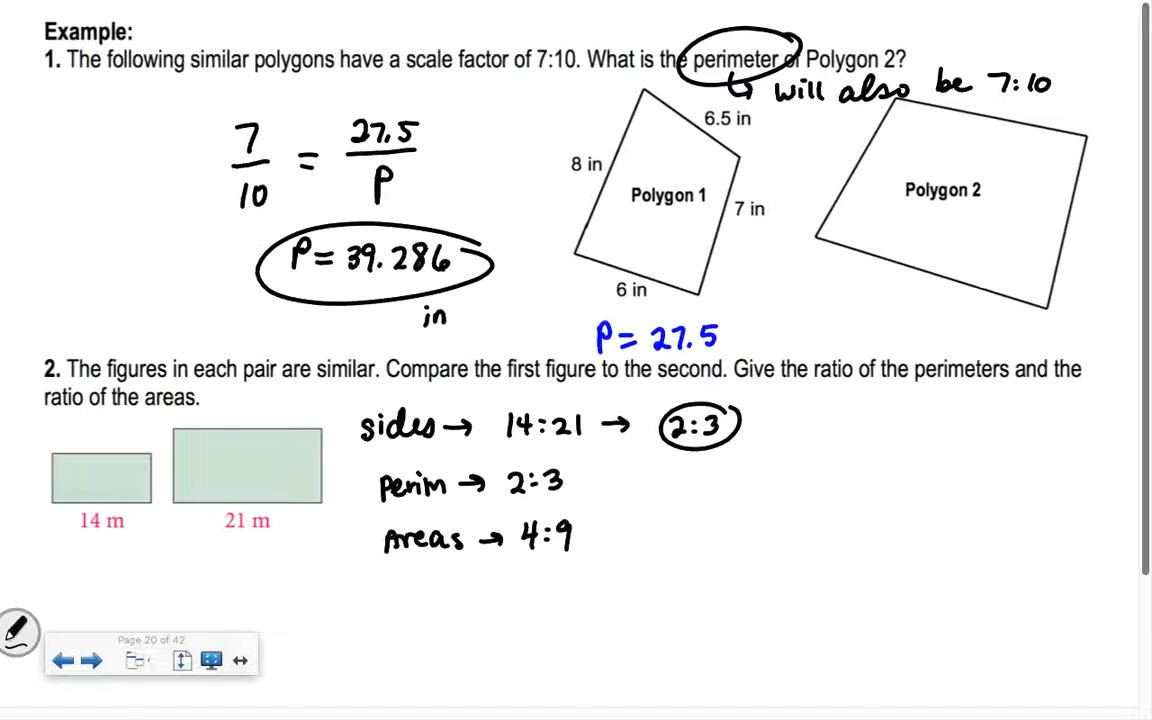 Example:
1. The following similar polygons have a scale factor of 7:10. What is the perimeter of Polygon 2?
↳ will also be 7:10
7/10 = 27.5/P
P = 39.286
in
6.5 in
8 in
Polygon 1
7 in
6 in
P = 27.5
Polygon 2
2. The figures in each pair are similar. Compare the first figure to the second. Give the ratio of the perimeters and the
ratio of the areas.
14 m
21 m
sides → 14:21 → 2:3
perim → 2:3
Areas → 4:9
Page 20 of 42